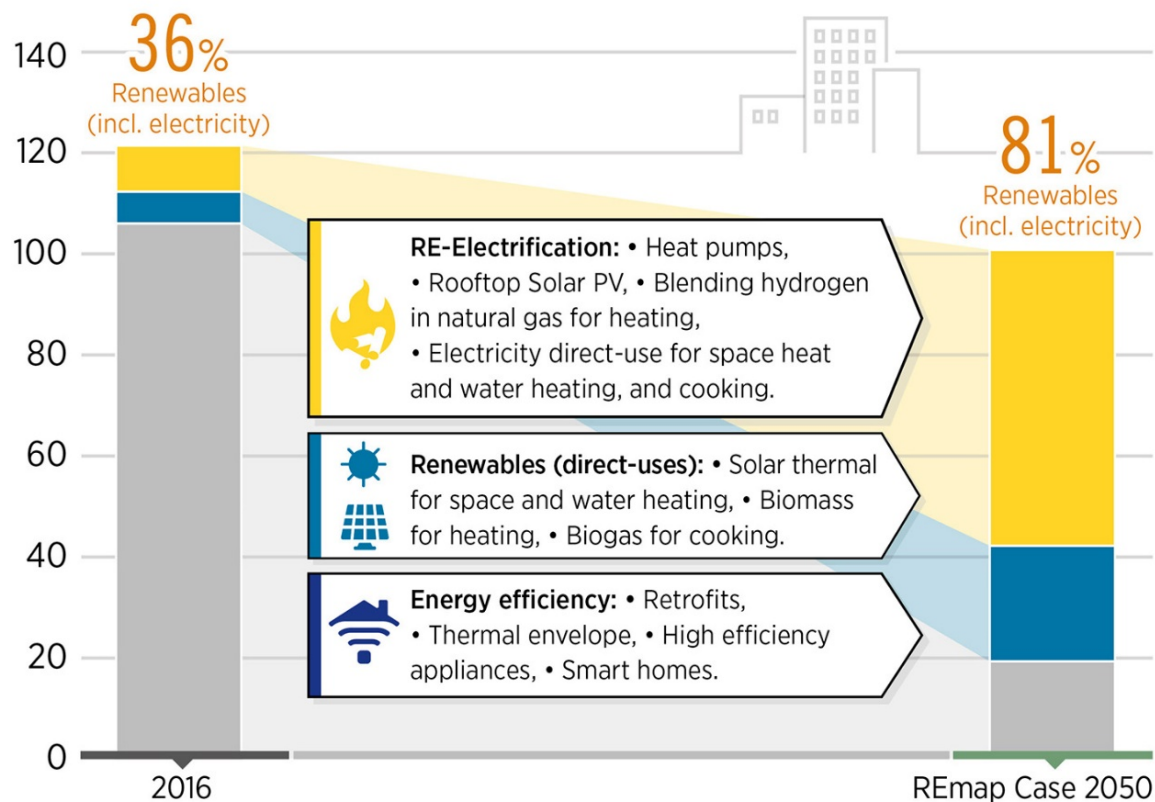 140
120
100
80
60
40
20
0
36%
Renewables
(incl. electricity)
81%
Renewables
(incl. electricity)
RE-Electrification: • Heat pumps,
• Rooftop Solar PV, • Blending hydrogen
in natural gas for heating,
• Electricity direct-use for space heat
and water heating, and cooking.
Renewables (direct-uses): • Solar thermal
for space and water heating, • Biomass
for heating, • Biogas for cooking.
Energy efficiency: • Retrofits,
• Thermal envelope, • High efficiency
appliances, • Smart homes.
2016
REmap Case 2050